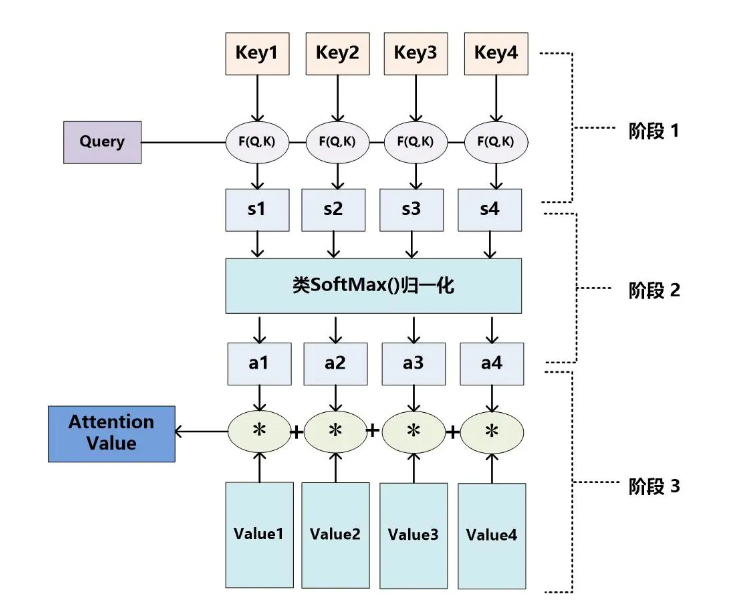 Key1 Key2 Key3 Key4
阶段 1
Query F(Q,K) F(Q,K) F(Q,K) F(Q,K)
s1 s2 s3 s4
类SoftMax()归一化
阶段 2
a1 a2 a3 a4
Attention
Value
* + * + * + *
阶段 3
Value1 Value2 Value3 Value4